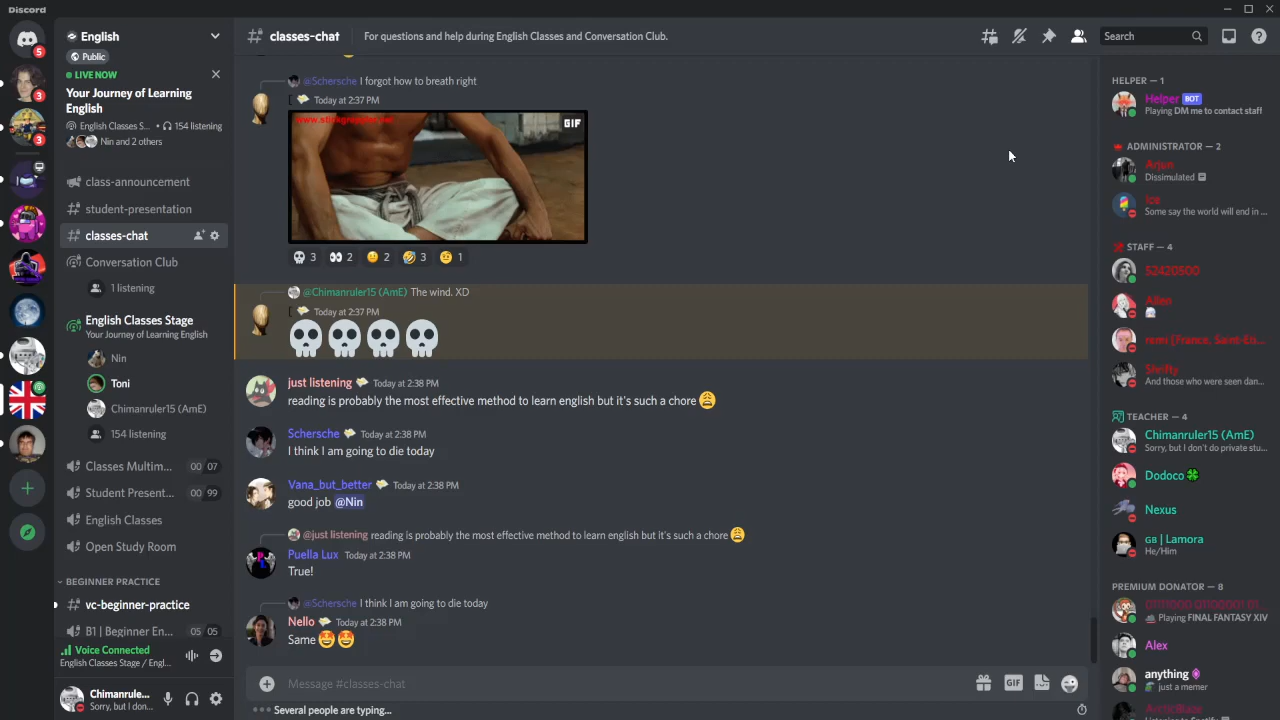 Discord
5
3
3
English
Public
LIVE NOW
Your Journey of Learning
English
English Classes S... • 154 listening
Nin and 2 others
class-announcement
student-presentation
classes-chat
Conversation Club
1 listening
English Classes Stage
Your Journey of Learning English
Nin
Toni
Chimanruler15 (AmE)
154 listening
Classes Multim... 00 07
Student Present... 00 99
English Classes
Open Study Room
BEGINNER PRACTICE
vc-beginner-practice
B1 | Beginner En... 05 05
Voice Connected
English Classes Stage / Engl...
Chimanrule...
Sorry, but I don...
classes-chat
For questions and help during English Classes and Conversation Club.
Search
@Schersche I forgot how to breath right
[ Today at 2:37 PM
GIF
3 2 2 3 1
@Chimanruler15 (AmE) The wind. XD
[ Today at 2:37 PM
just listening Today at 2:38 PM
reading is probably the most effective method to learn english but it's such a chore
Schersche Today at 2:38 PM
I think I am going to die today
Vana_but_better Today at 2:38 PM
good job @Nin
@just listening reading is probably the most effective method to learn english but it's such a chore
Puella Lux Today at 2:38 PM
True!
@Schersche I think I am going to die today
Nello Today at 2:38 PM
Same
Message #classes-chat
GIF
Several people are typing...
HELPER — 1
Helper BOT
Playing DM me to contact staff
ADMINISTRATOR — 2
Arjun
Dissimulated
Ice
Some say the world will end in ...
STAFF — 4
52420500
Allen
remi [France, Saint-Éti...
Shrifty
And those who were seen dan...
TEACHER — 4
Chimanruler15 (AmE)
Sorry, but I don't do private stu...
Dodoco
Nexus
GB | Lamora
He/Him
PREMIUM DONATOR — 8
Playing FINAL FANTASY XIV
Alex
anything
just a memer
ArcticBlaze
Listening to Spotify